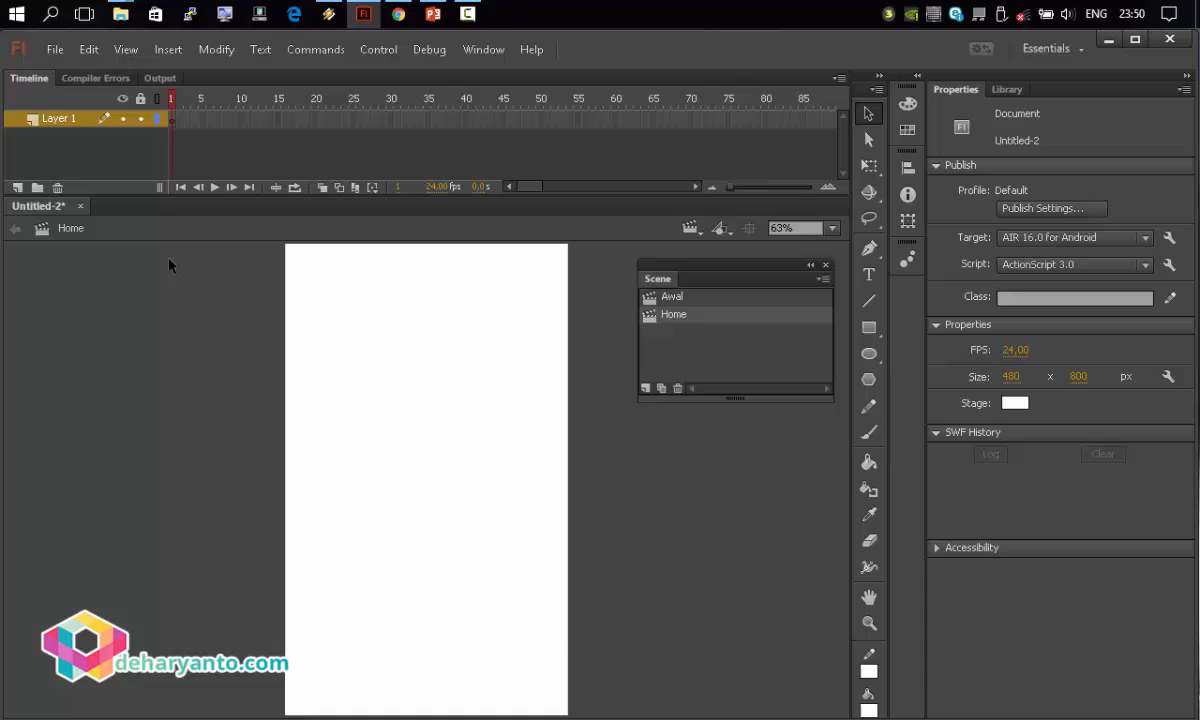 ENG 23:50
Fl File Edit View Insert Modify Text Commands Control Debug Window Help Essentials
Timeline Compiler Errors Output
1 5 10 15 20 25 30 35 40 45 50 55 60 65 70 75 80 85
Layer 1
1 24,00 fps 0,0 s
Untitled-2*
Home
63%
Scene
Awal
Home
Properties Library
Document
Fl
Untitled-2
Publish
Profile: Default
Publish Settings...
Target: AIR 16.0 for Android
Script: ActionScript 3.0
Class:
Properties
FPS: 24,00
Size: 480 x 800 px
Stage:
SWF History
Log Clear
Accessibility
deharyanto.com